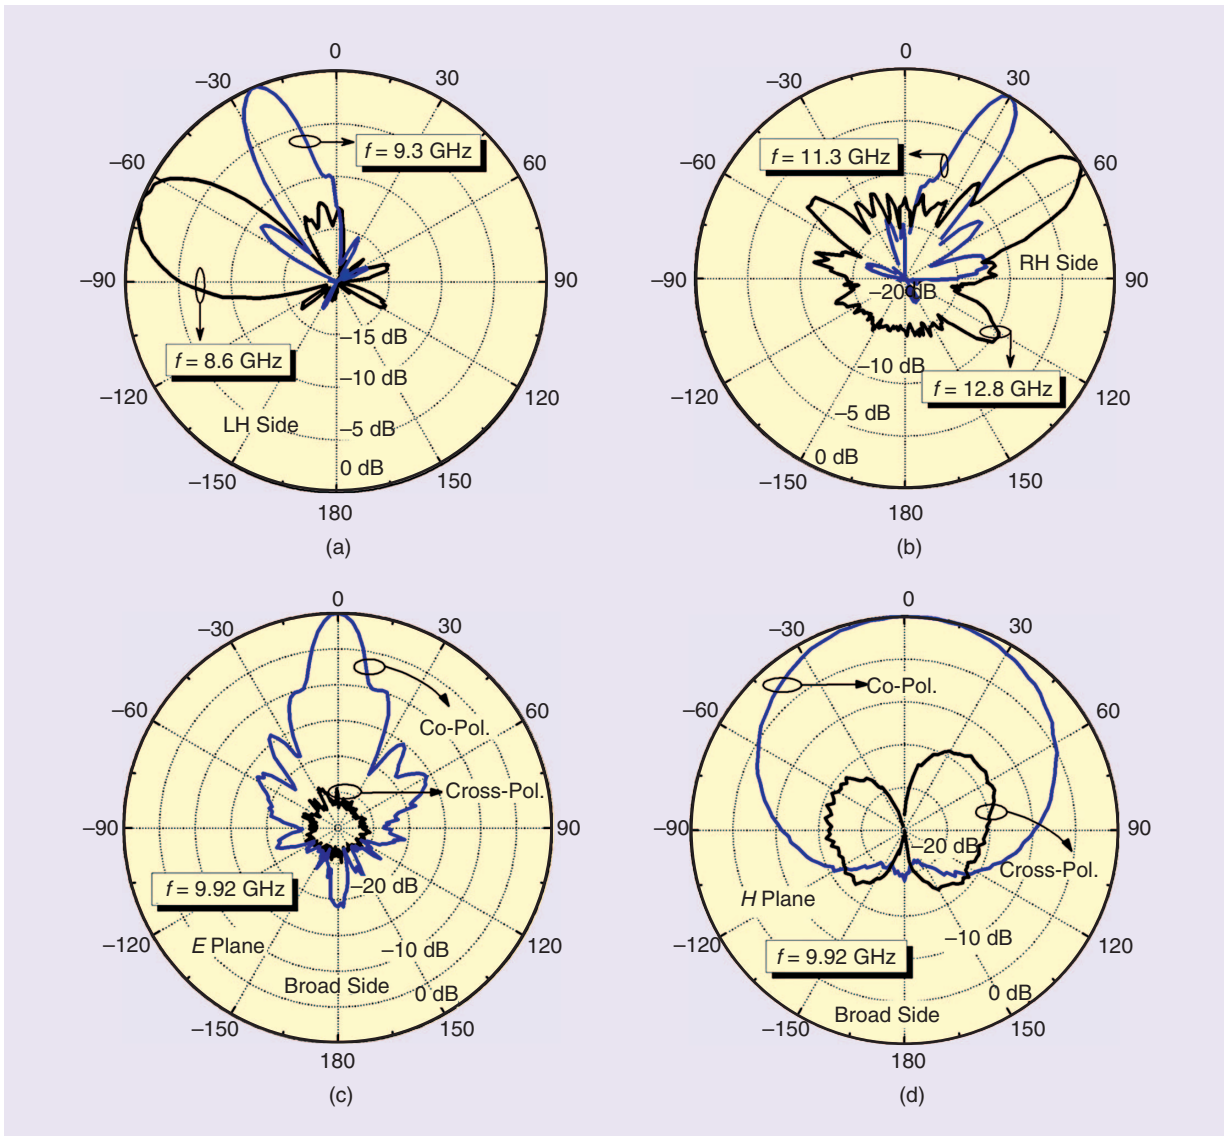 0
–30
30
–60
60
f = 9.3 GHz
–90
90
f = 8.6 GHz
–15 dB
–10 dB
–120
120
LH Side
–5 dB
0 dB
–150
150
180
(a)
0
–30
30
f = 11.3 GHz
–60
60
RH Side
–90
90
–20 dB
–10 dB
f = 12.8 GHz
–120
120
–5 dB
0 dB
–150
150
180
(b)
0
–30
30
–60
60
Co-Pol.
Cross-Pol.
–90
90
f = 9.92 GHz
–20 dB
–120
120
E Plane
–10 dB
Broad Side
0 dB
–150
150
180
(c)
0
–30
30
Co-Pol.
–60
60
–90
90
–20 dB
Cross-Pol.
H Plane
–120
120
–10 dB
f = 9.92 GHz
0 dB
Broad Side
–150
150
180
(d)